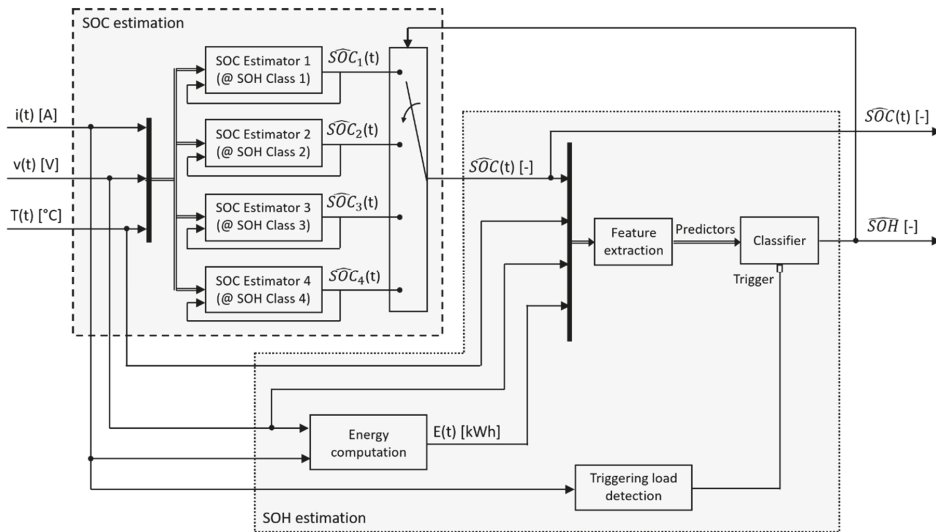 SOC estimation
SOC Estimator 1
(@ SOH Class 1)
$\widehat{SOC}_1$(t)
i(t) [A]
SOC Estimator 2
(@ SOH Class 2)
$\widehat{SOC}_2$(t)
v(t) [V]
SOC Estimator 3
(@ SOH Class 3)
$\widehat{SOC}_3$(t)
T(t) [°C]
SOC Estimator 4
(@ SOH Class 4)
$\widehat{SOC}_4$(t)
$\widehat{SOC}$(t) [-]
$\widehat{SOC}$(t) [-]
Feature
extraction
Predictors
Classifier
$\widehat{SOH}$ [-]
Trigger
Energy
computation
E(t) [kWh]
Triggering load
detection
SOH estimation